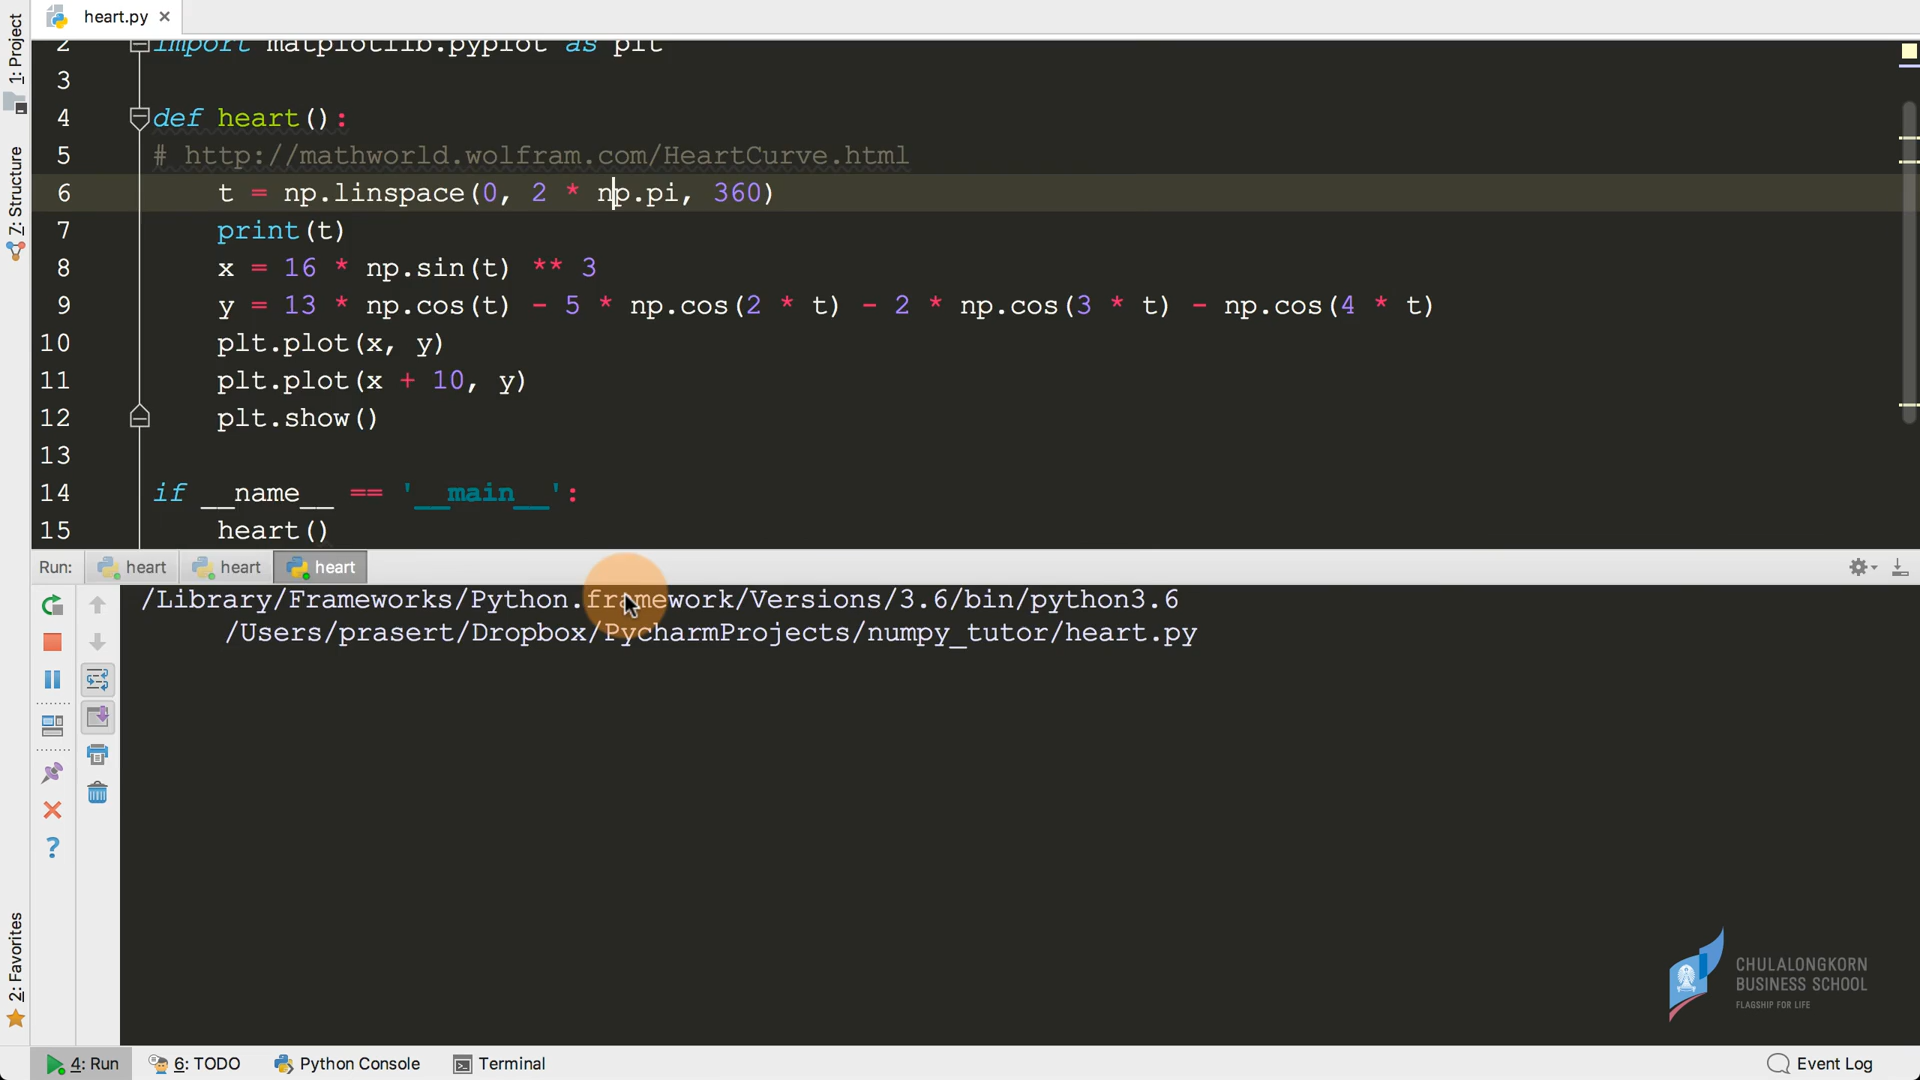 heart.py
1: Project
7: Structure
2: Favorites
2 import matplotlib.pyplot as plt
3
4 def heart():
5 # http://mathworld.wolfram.com/HeartCurve.html
6 t = np.linspace(0, 2 * np.pi, 360)
7 print(t)
8 x = 16 * np.sin(t) ** 3
9 y = 13 * np.cos(t) - 5 * np.cos(2 * t) - 2 * np.cos(3 * t) - np.cos(4 * t)
10 plt.plot(x, y)
11 plt.plot(x + 10, y)
12 plt.show()
13
14 if __name__ == '__main__':
15 heart()
Run: heart heart heart
/Library/Frameworks/Python.framework/Versions/3.6/bin/python3.6
/Users/prasert/Dropbox/PycharmProjects/numpy_tutor/heart.py
CHULALONGKORN
BUSINESS SCHOOL
FLAGSHIP FOR LIFE
4: Run 6: TODO Python Console Terminal Event Log